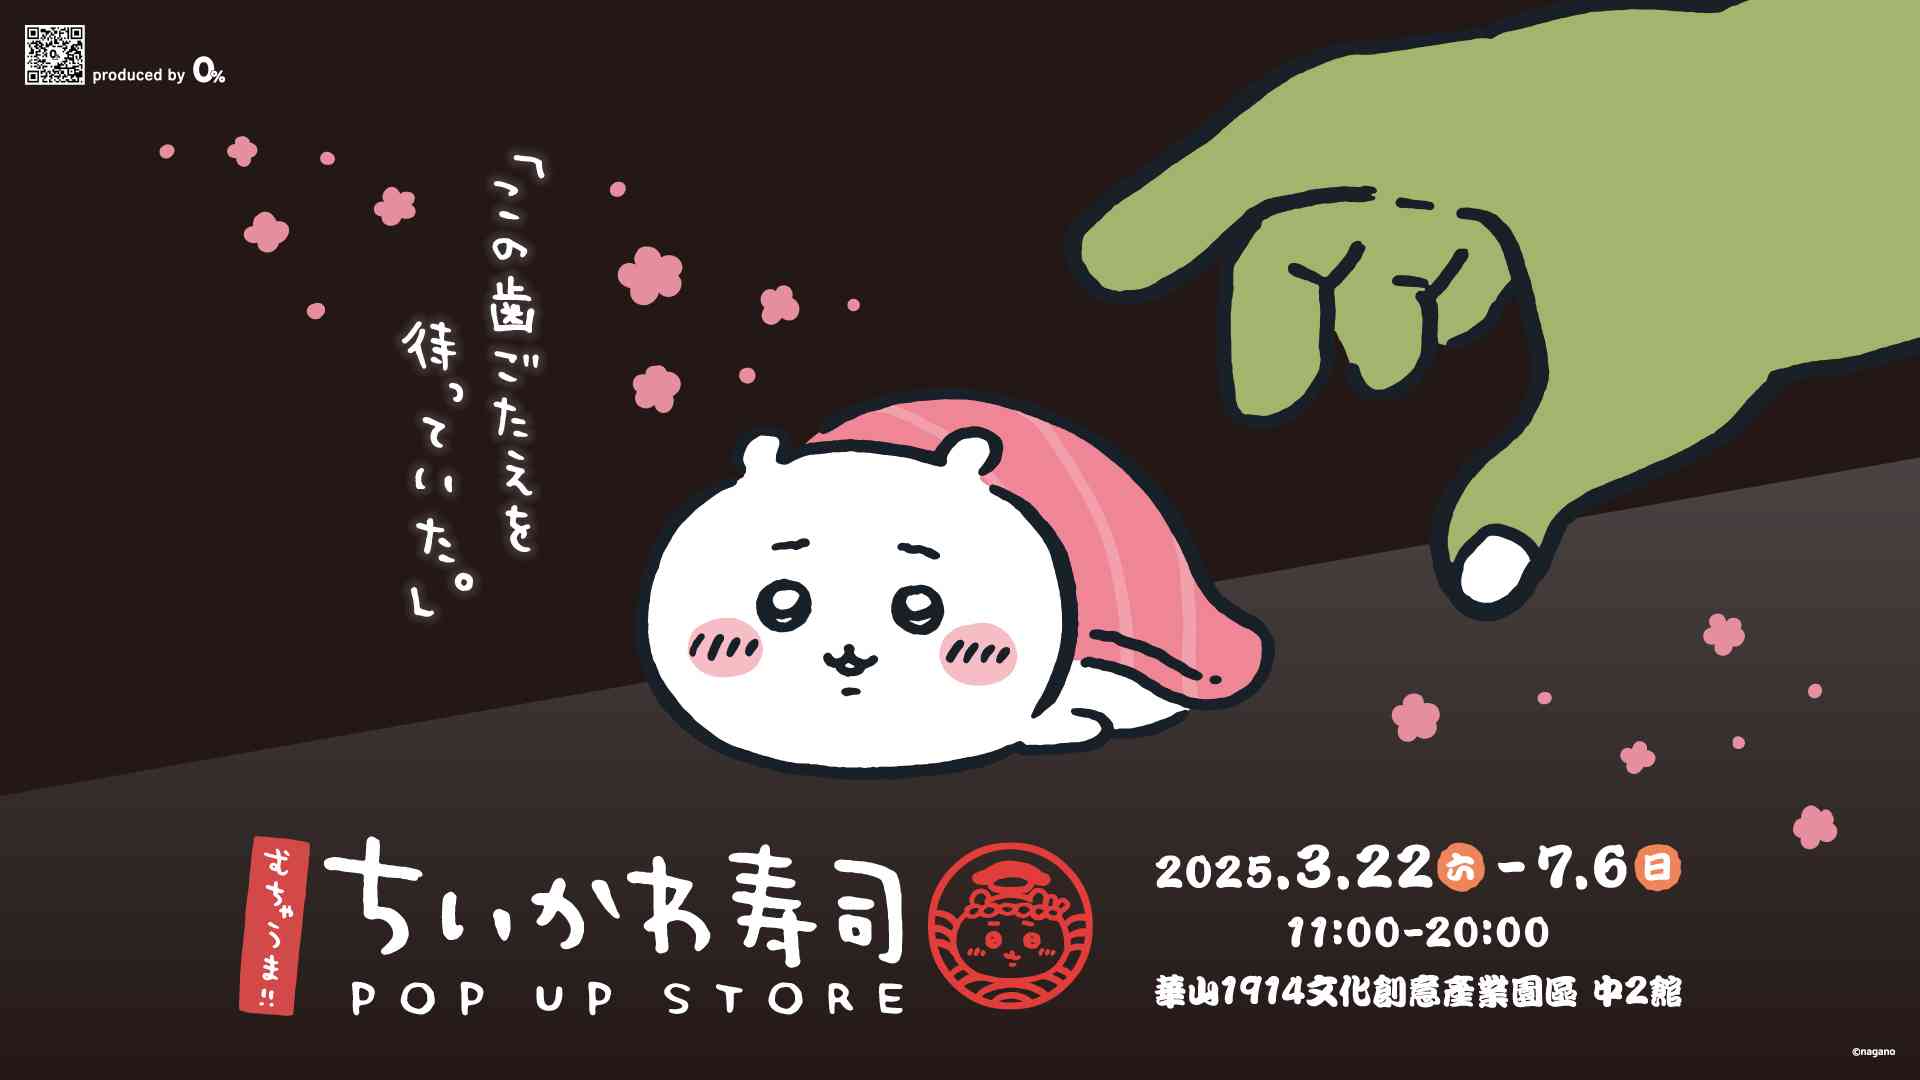 produced by 0%
「この歯ごたえを
待っていた。」
むちゃうま!!
ちいかわ寿司
POP UP STORE
2025.3.22 六 - 7.6 日
11:00-20:00
華山1914文化創意產業園區 中2館
©nagano